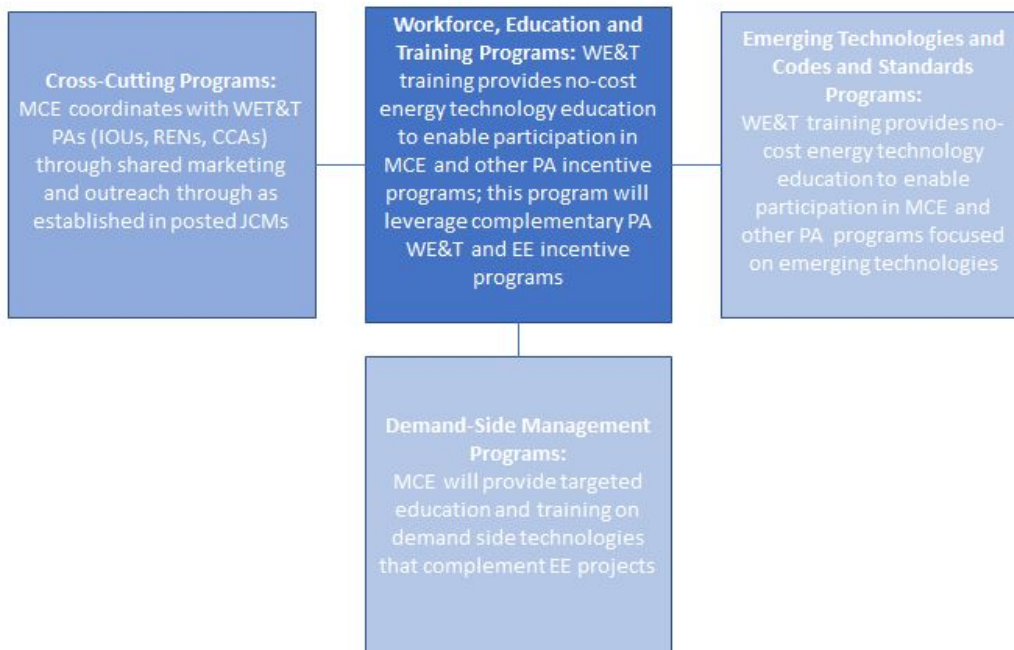 Cross-Cutting Programs:
MCE coordinates with WET&T
PAs (IOUs, RENs, CCAs)
through shared marketing
and outreach through as
established in posted JCMs
Workforce, Education and
Training Programs: WE&T
training provides no-cost
energy technology education
to enable participation in
MCE and other PA incentive
programs; this program will
leverage complementary PA
WE&T and EE incentive
programs
Emerging Technologies and
Codes and Standards
Programs:
WE&T training provides no-
cost energy technology
education to enable
participation in MCE and
other PA programs focused
on emerging technologies
Demand-Side Management
Programs:
MCE will provide targeted
education and training on
demand side technologies
that complement EE projects